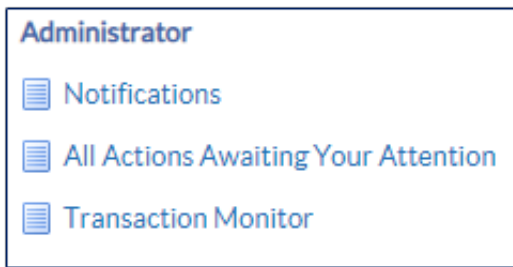 Administrator
Notifications
All Actions Awaiting Your Attention
Transaction Monitor